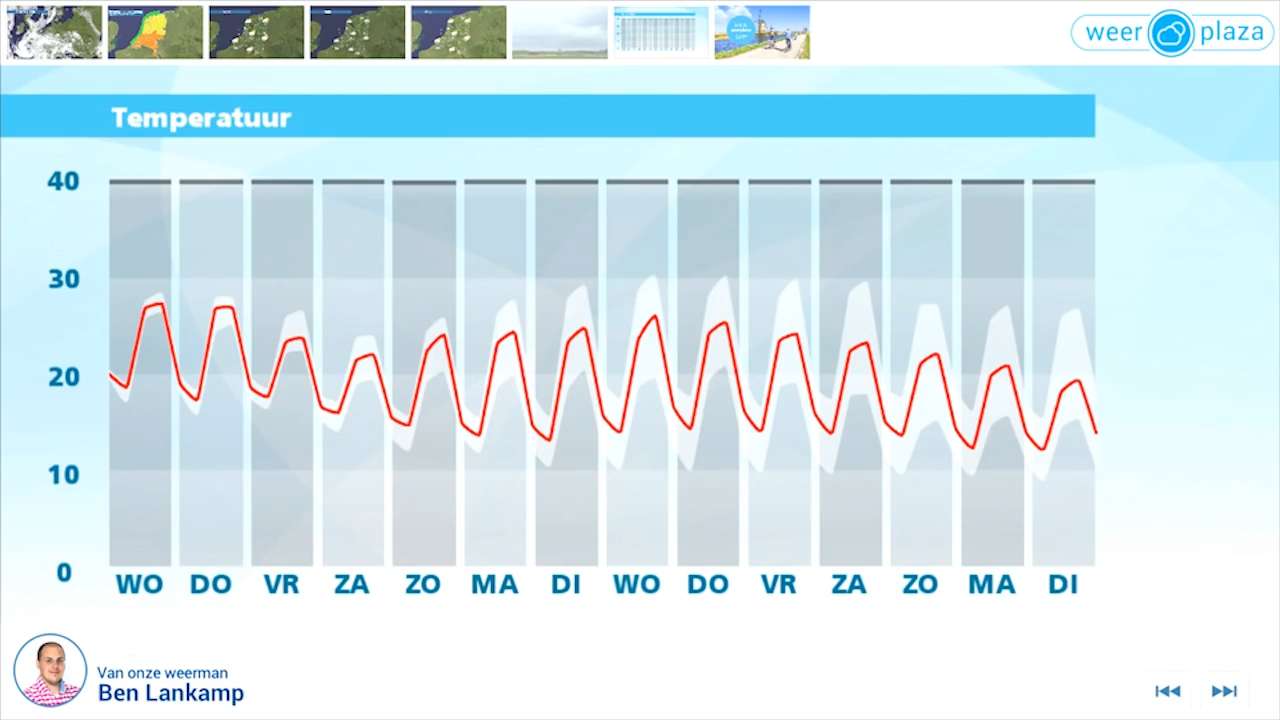 weer plaza
Temperatuur
40
30
20
10
0
WO DO VR ZA ZO MA DI WO DO VR ZA ZO MA DI
Van onze weerman
Ben Lankamp